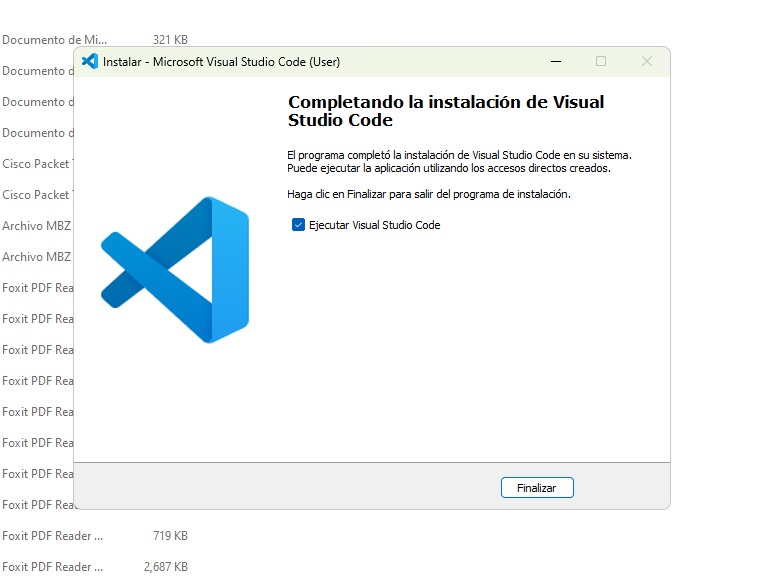 Documento de Mi... 321 KB
Instalar - Microsoft Visual Studio Code (User)
Documento d
Completando la instalación de Visual
Studio Code
Documento d
Documento d
El programa completó la instalación de Visual Studio Code en su sistema.
Puede ejecutar la aplicación utilizando los accesos directos creados.
Cisco Packet
Cisco Packet
Haga clic en Finalizar para salir del programa de instalación.
Archivo MBZ
Ejecutar Visual Studio Code
Archivo MBZ
Foxit PDF Rea
Foxit PDF Rea
Foxit PDF Rea
Foxit PDF Rea
Foxit PDF Rea
Foxit PDF Rea
Foxit PDF Rea
Finalizar
Foxit PDF Rea
Foxit PDF Reader ... 719 KB
Foxit PDF Reader ... 2,687 KB